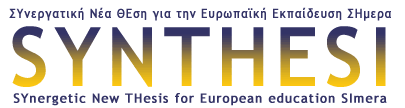 ΣΥνεργατική Νέα ΘΕση για την Ευρωπαϊκή Εκπαίδευση ΣΗμερα
SYNTHESI
SYnergetic New THesis for European education SImera